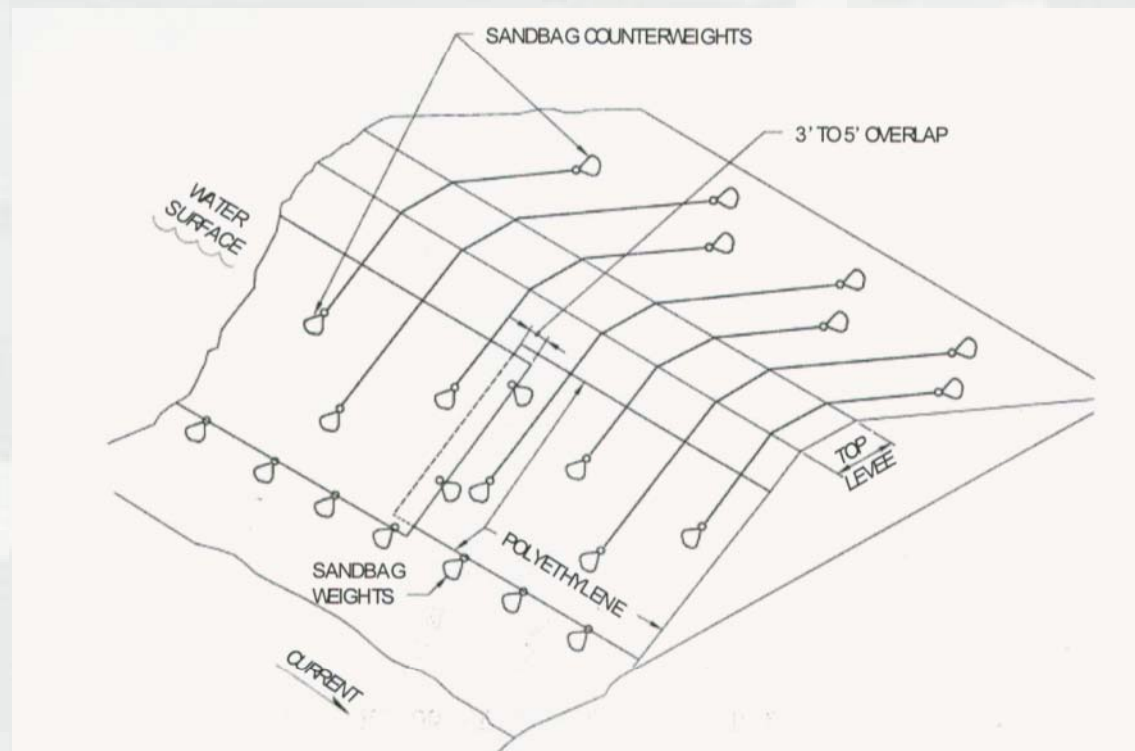 SANDBAG COUNTERWEIGHTS
3' TO 5' OVERLAP
WATER
SURFACE
TOP
LEVEE
POLYETHYLENE
SANDBAG
WEIGHTS
CURRENT